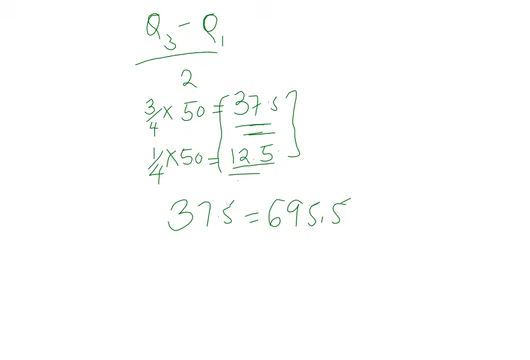 Q₃ − Q₁
2
3/4 × 50 = 37.5
1/4 × 50 = 12.5
37.5 = 695.5